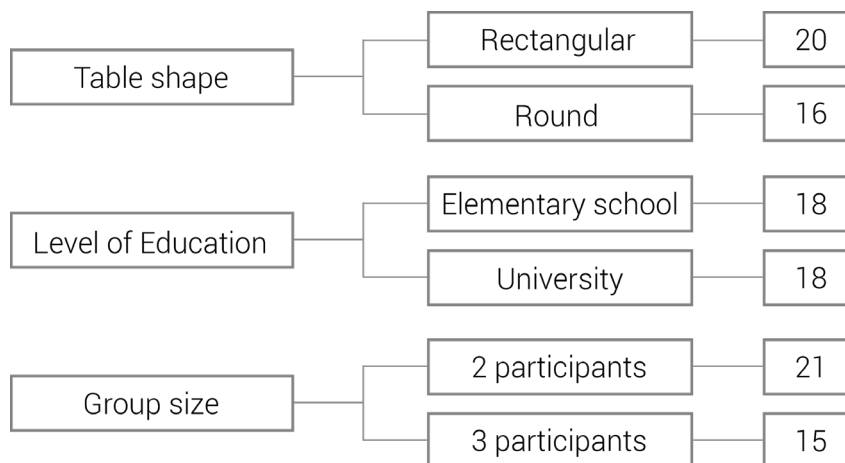 Table shape
Rectangular
20
Round
16
Level of Education
Elementary school
18
University
18
Group size
2 participants
21
3 participants
15